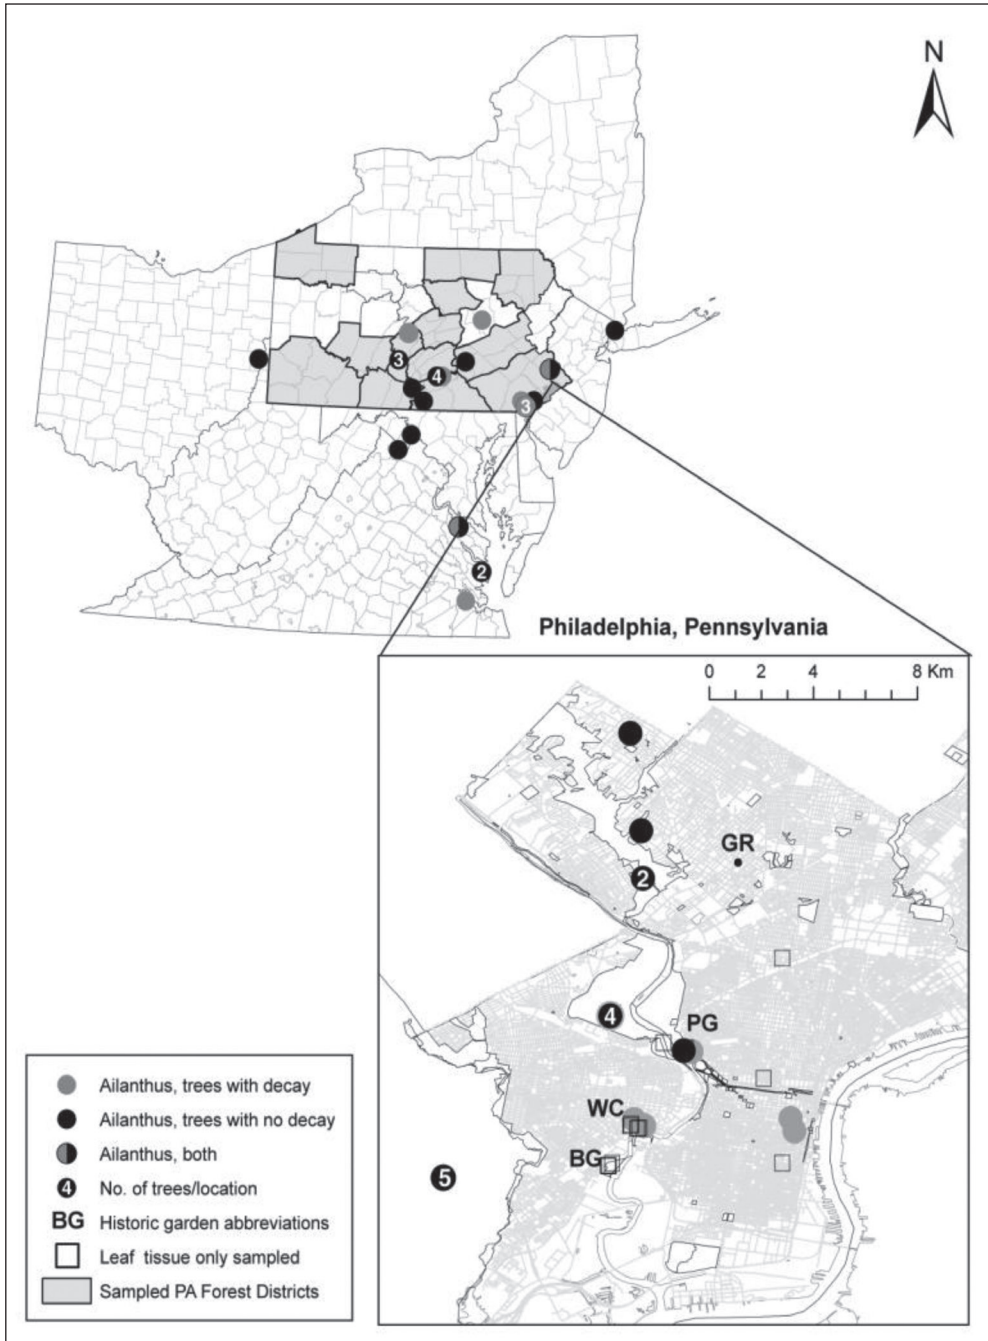 N
3
4
3
2
Philadelphia, Pennsylvania
0 2 4 8 Km
GR
2
4
PG
WC
BG
5
Ailanthus, trees with decay
Ailanthus, trees with no decay
Ailanthus, both
4 No. of trees/location
BG Historic garden abbreviations
Leaf tissue only sampled
Sampled PA Forest Districts